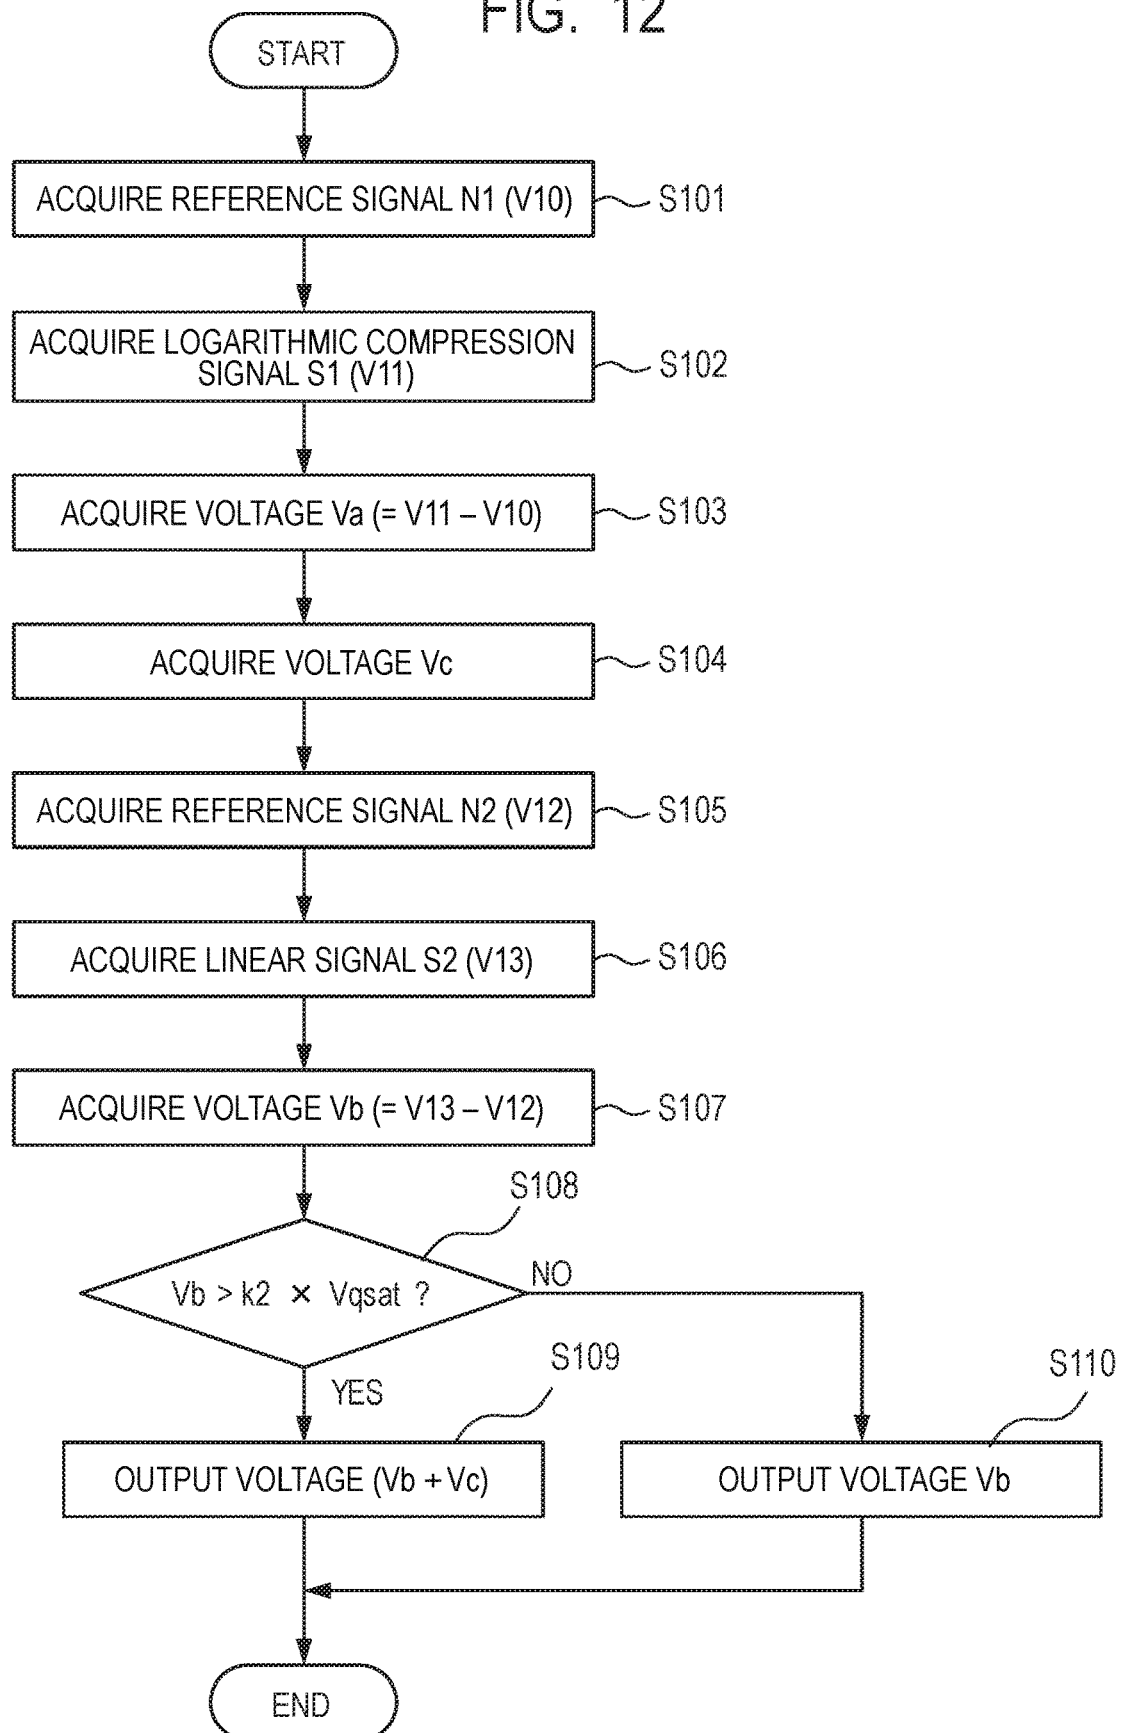 FIG. 12
START
ACQUIRE REFERENCE SIGNAL N1 (V10)
S101
ACQUIRE LOGARITHMIC COMPRESSION
SIGNAL S1 (V11)
S102
ACQUIRE VOLTAGE Va (= V11 – V10)
S103
ACQUIRE VOLTAGE Vc
S104
ACQUIRE REFERENCE SIGNAL N2 (V12)
S105
ACQUIRE LINEAR SIGNAL S2 (V13)
S106
ACQUIRE VOLTAGE Vb (= V13 – V12)
S107
S108
Vb > k2 × Vqsat ?
NO
YES
S109
S110
OUTPUT VOLTAGE (Vb + Vc)
OUTPUT VOLTAGE Vb
END